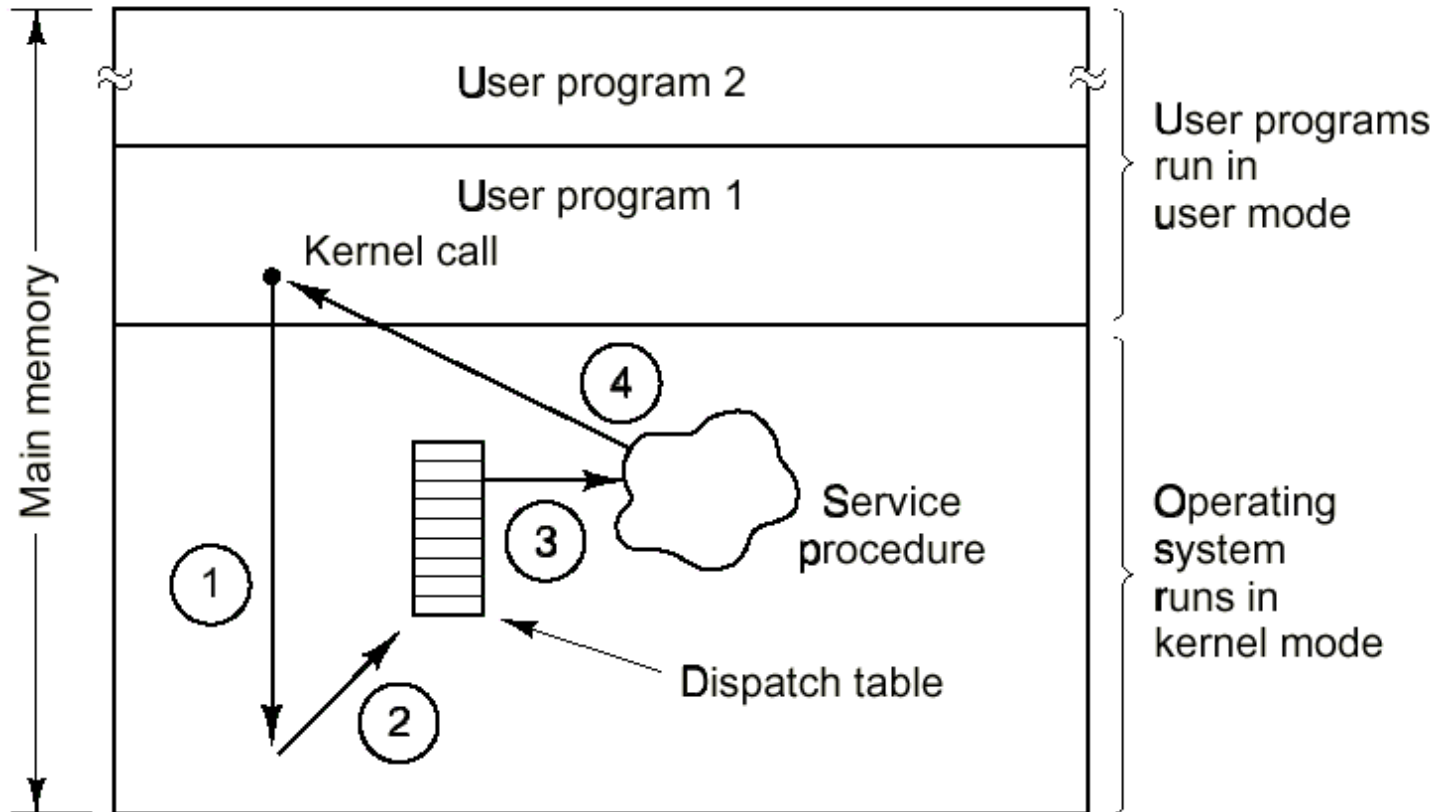 User program 2
User program 1
Kernel call
User programs
run in
user mode
Main memory
4
Service
procedure
3
1
2
Dispatch table
Operating
system
runs in
kernel mode